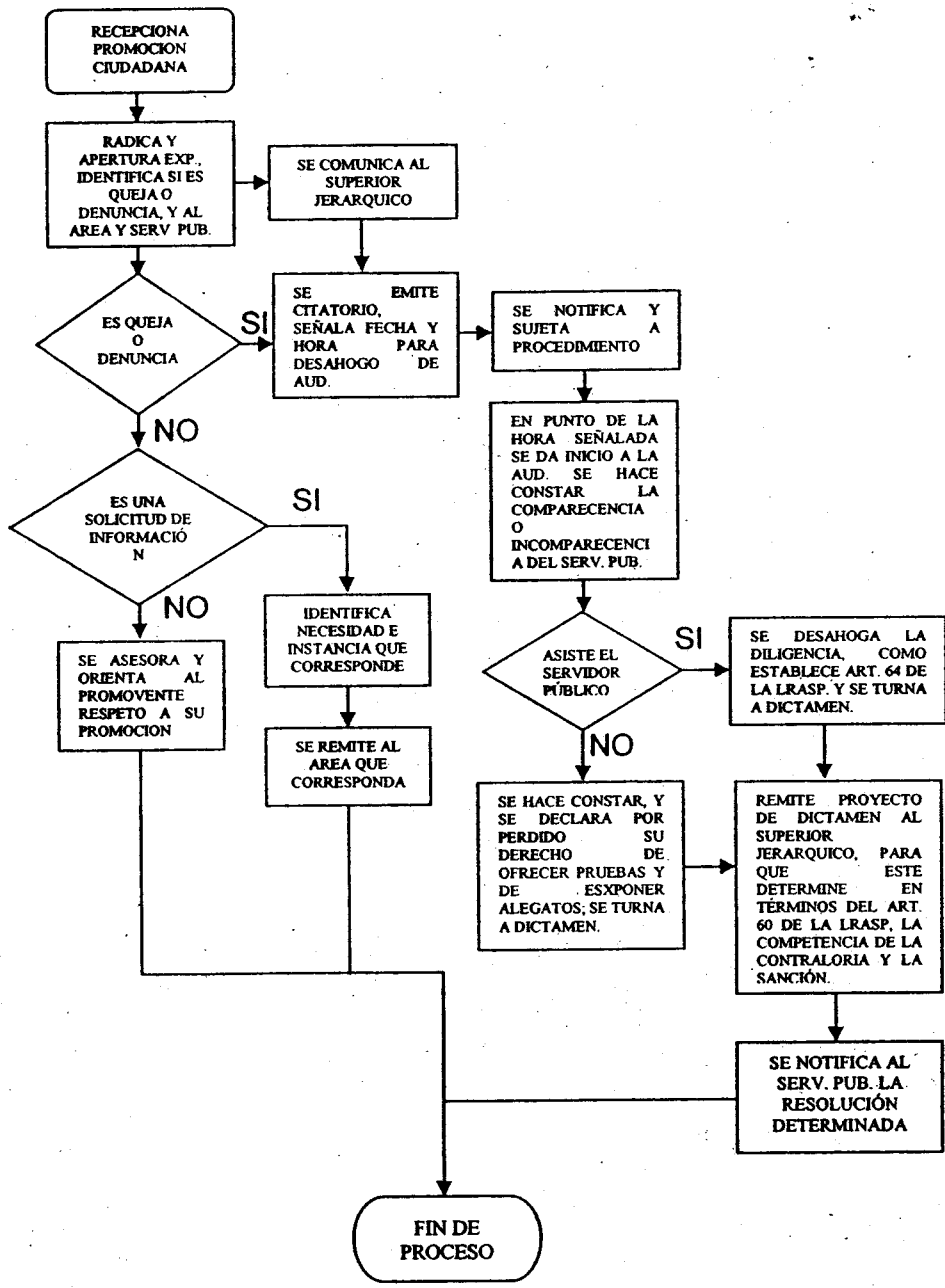 RECEPCIONA
PROMOCION
CIUDADANA
RADICA Y
APERTURA EXP.,
IDENTIFICA SI ES
QUEJA O
DENUNCIA, Y AL
AREA Y SERV PUB.
SE COMUNICA AL
SUPERIOR
JERARQUICO
ES QUEJA
O
DENUNCIA
SI
SE EMITE
CITATORIO,
SEÑALA FECHA Y
HORA PARA
DESAHOGO DE
AUD.
SE NOTIFICA Y
SUJETA A
PROCEDIMIENTO
EN PUNTO DE LA
HORA SEÑALADA
SE DA INICIO A LA
AUD. SE HACE
CONSTAR LA
COMPARECENCIA
O
INCOMPARECENCI
A DEL SERV. PUB.
NO
ES UNA
SOLICITUD DE
INFORMACIÓ
N
SI
IDENTIFICA
NECESIDAD E
INSTANCIA QUE
CORRESPONDE
SE REMITE AL
AREA QUE
CORRESPONDA
NO
SE ASESORA Y
ORIENTA AL
PROMOVENTE
RESPETO A SU
PROMOCION
ASISTE EL
SERVIDOR
PÚBLICO
SI
SE DESAHOGA LA
DILIGENCIA, COMO
ESTABLECE ART. 64 DE
LA LRASP. Y SE TURNA
A DICTAMEN.
NO
SE HACE CONSTAR, Y
SE DECLARA POR
PERDIDO SU
DERECHO DE
OFRECER PRUEBAS Y
DE ESXPONER
ALEGATOS; SE TURNA
A DICTAMEN.
REMITE PROYECTO
DE DICTAMEN AL
SUPERIOR
JERARQUICO, PARA
QUE ESTE
DETERMINE EN
TÉRMINOS DEL ART.
60 DE LA LRASP, LA
COMPETENCIA DE LA
CONTRALORIA Y LA
SANCIÓN.
SE NOTIFICA AL
SERV. PUB. LA
RESOLUCIÓN
DETERMINADA
FIN DE
PROCESO